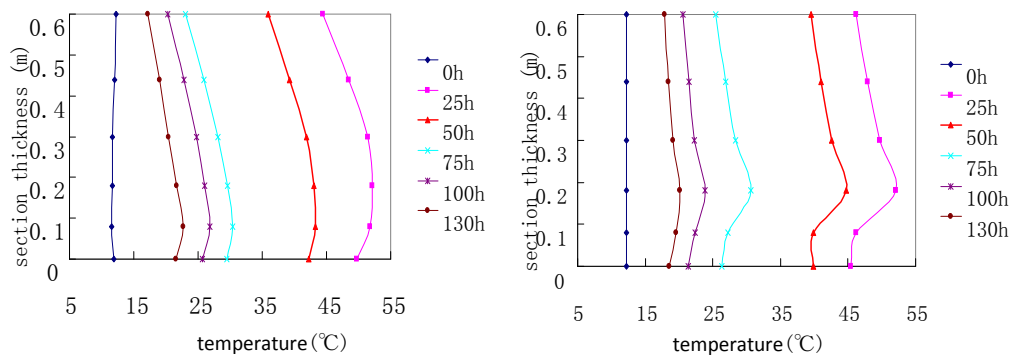 section thickness (m)
0.6
0.5
0.4
0.3
0.2
0.1
0
5 15 25 35 45 55
temperature(℃)
0h
25h
50h
75h
100h
130h
section thickness (m)
0.6
0.5
0.4
0.3
0.2
0.1
0
5 15 25 35 45 55
temperature(℃)
0h
25h
50h
75h
100h
130h